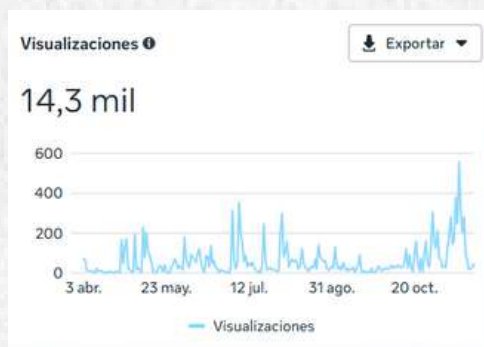 Visualizaciones
Exportar
14,3 mil
600
400
200
0
3 abr. 23 may. 12 jul. 31 ago. 20 oct.
Visualizaciones